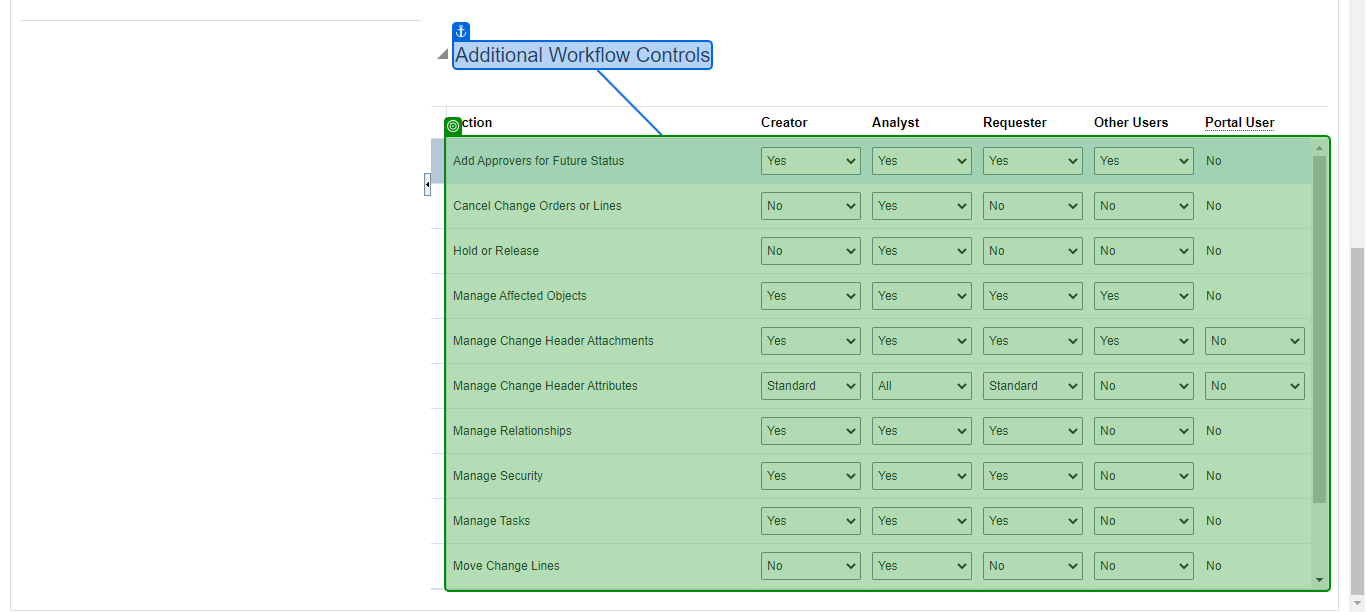 Additional Workflow Controls
ction Creator Analyst Requester Other Users Portal User
Add Approvers for Future Status Yes Yes Yes Yes No
Cancel Change Orders or Lines No Yes No No No
Hold or Release No Yes No No No
Manage Affected Objects Yes Yes Yes Yes No
Manage Change Header Attachments Yes Yes Yes Yes No
Manage Change Header Attributes Standard All Standard No No
Manage Relationships Yes Yes Yes No No
Manage Security Yes Yes Yes No No
Manage Tasks Yes Yes Yes No No
Move Change Lines No Yes No No No